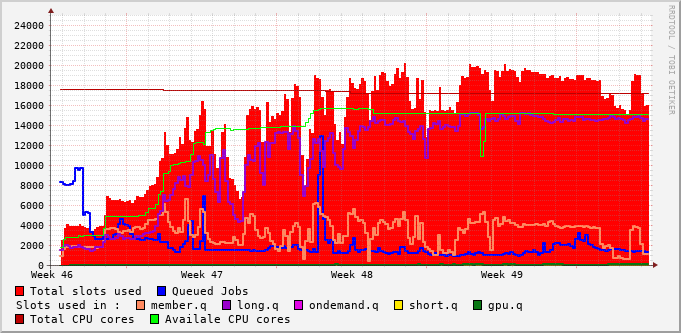 RRDTOOL / TOBI OETIKER
24000
22000
20000
18000
16000
14000
12000
10000
8000
6000
4000
2000
0
Week 46 Week 47 Week 48 Week 49
Total slots used Queued Jobs
Slots used in : member.q long.q ondemand.q short.q gpu.q
Total CPU cores Availale CPU cores